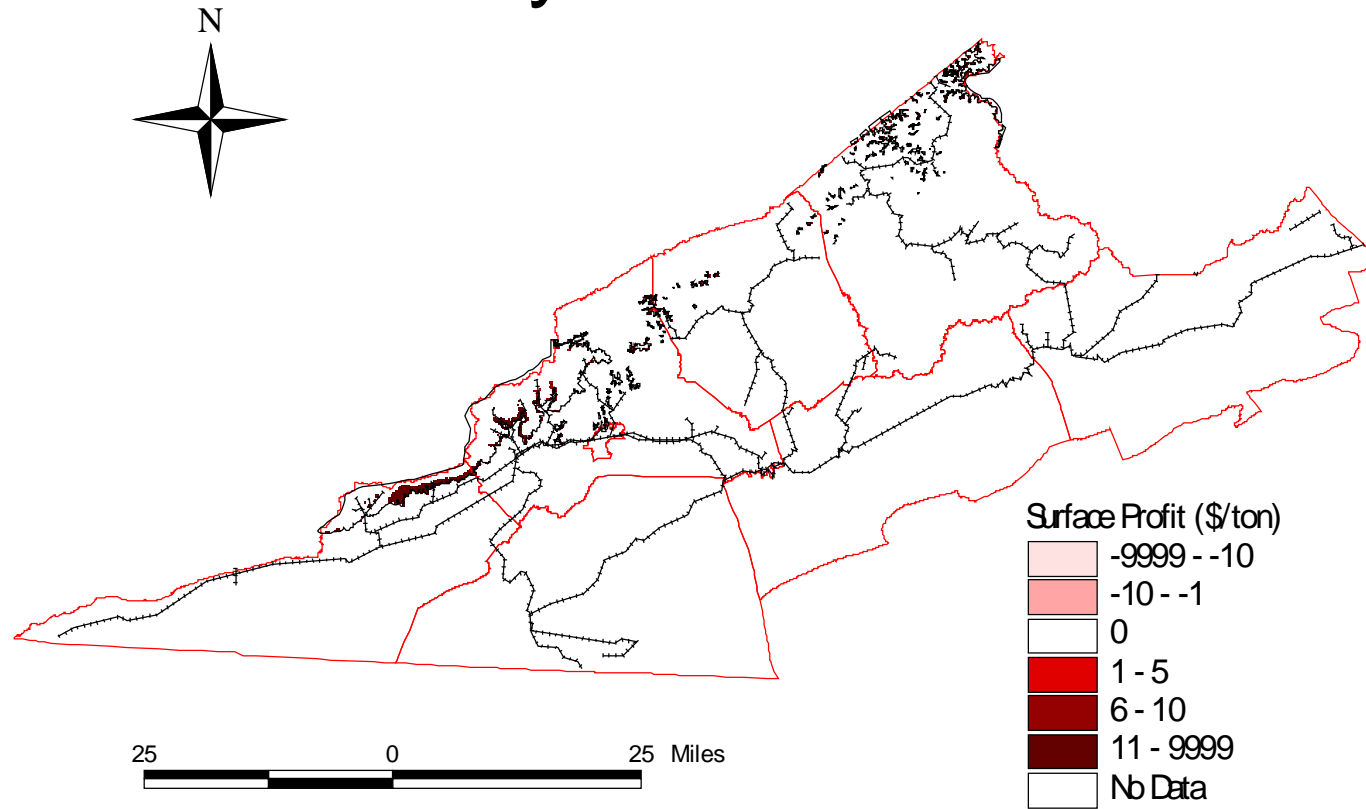 y
N
Surface Profit ($/ton)
-9999 - -10
-10 - -1
0
1 - 5
6 - 10
11 - 9999
No Data
25 0 25 Miles